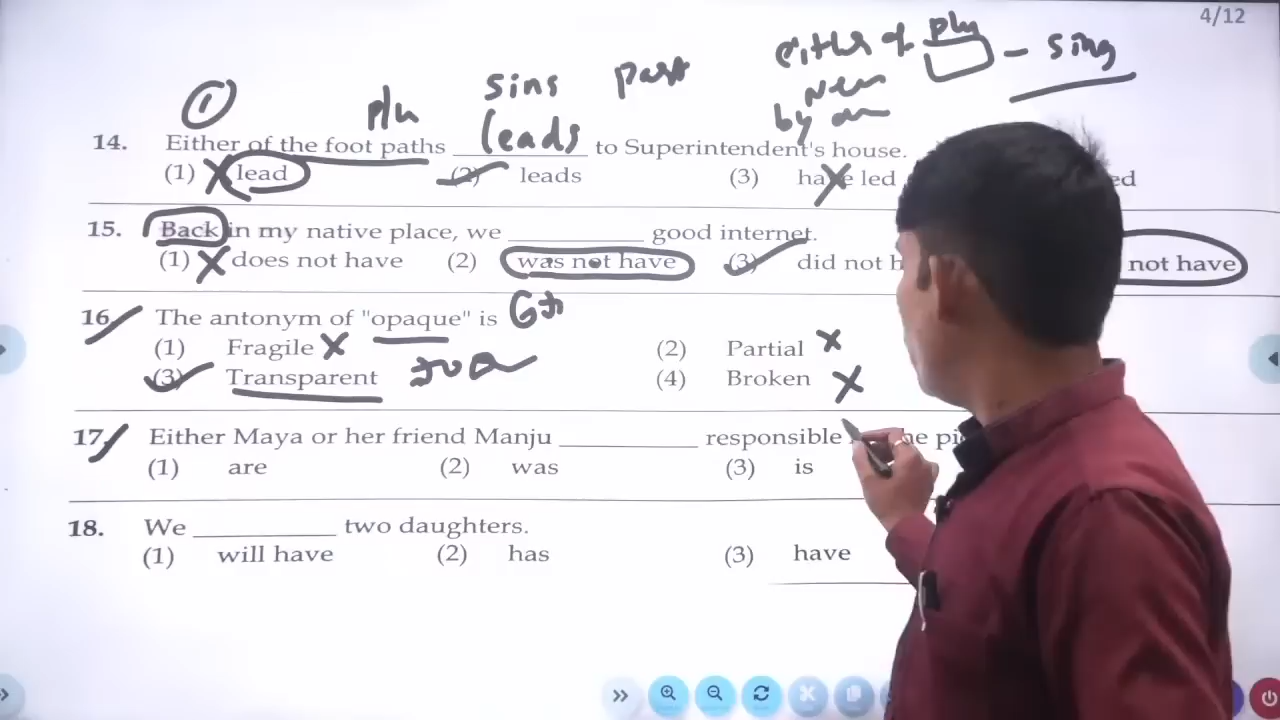 4/12
either of plu - sing
sing past
① plu leads
14. Either of the foot paths ________ to Superintendent's house.
(1) lead (2) leads (3) have led ed
15. Back in my native place, we ________ good internet.
(1) does not have (2) was not have (3) did not h not have
16. The antonym of "opaque" is
(1) Fragile (2) Partial
(3) Transparent (4) Broken
17. Either Maya or her friend Manju ________ responsible he pi
(1) are (2) was (3) is
18. We ________ two daughters.
(1) will have (2) has (3) have